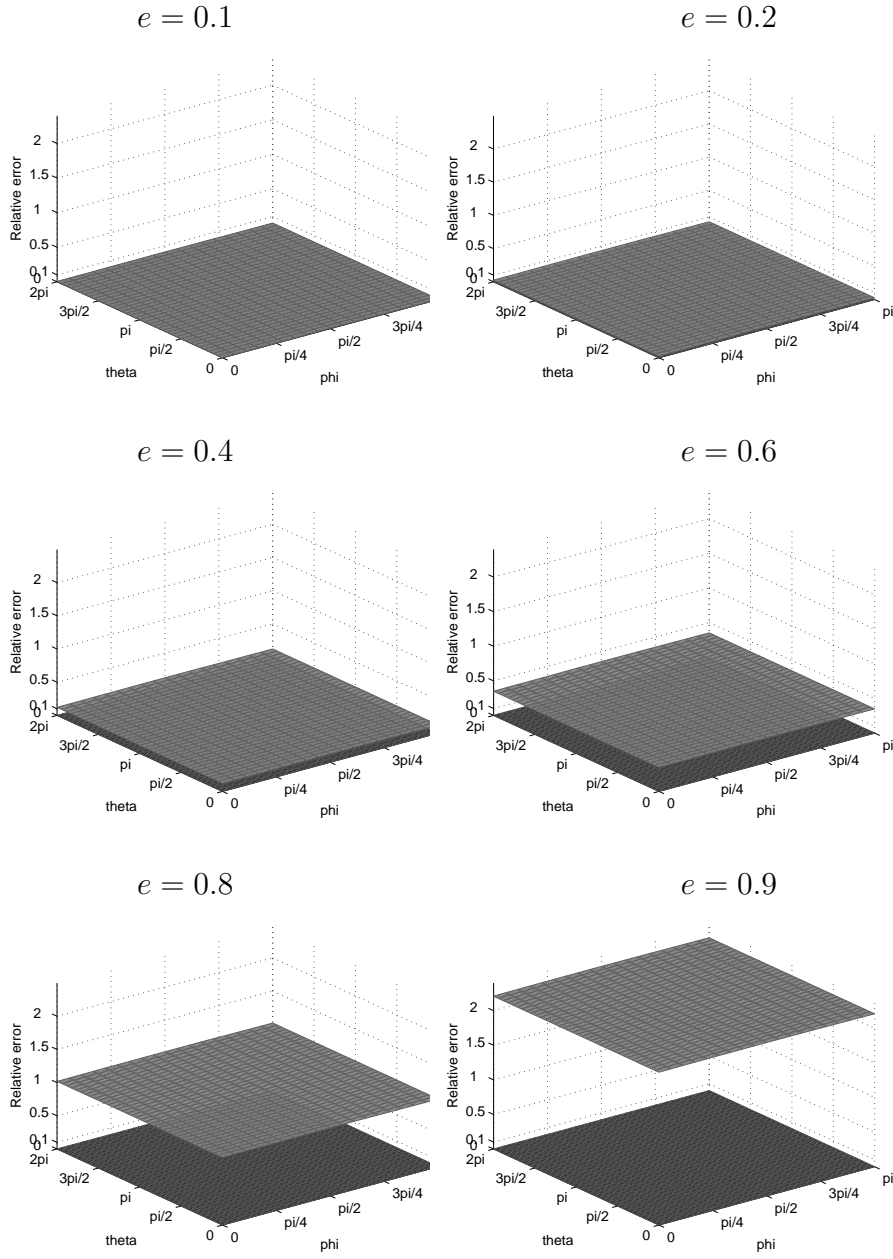 e = 0.1
2
1.5
1
0.5
0.1
0
2pi
3pi/2
pi
pi/2
0
0
pi/4
pi/2
3pi/4
theta
phi
Relative error
e = 0.2
2
1.5
1
0.5
0.1
0
2pi
3pi/2
pi
pi/2
0
0
pi/4
pi/2
3pi/4
pi
theta
phi
Relative error
e = 0.4
2
1.5
1
0.5
0.1
0
2pi
3pi/2
pi
pi/2
0
0
pi/4
pi/2
3pi/4
theta
phi
Relative error
e = 0.6
2
1.5
1
0.5
0.1
0
2pi
3pi/2
pi
pi/2
0
0
pi/4
pi/2
3pi/4
pi
theta
phi
Relative error
e = 0.8
2
1.5
1
0.5
0.1
0
2pi
3pi/2
pi
pi/2
0
0
pi/4
pi/2
3pi/4
theta
phi
Relative error
e = 0.9
2
1.5
1
0.5
0.1
0
2pi
3pi/2
pi
pi/2
0
0
pi/4
pi/2
3pi/4
pi
theta
phi
Relative error